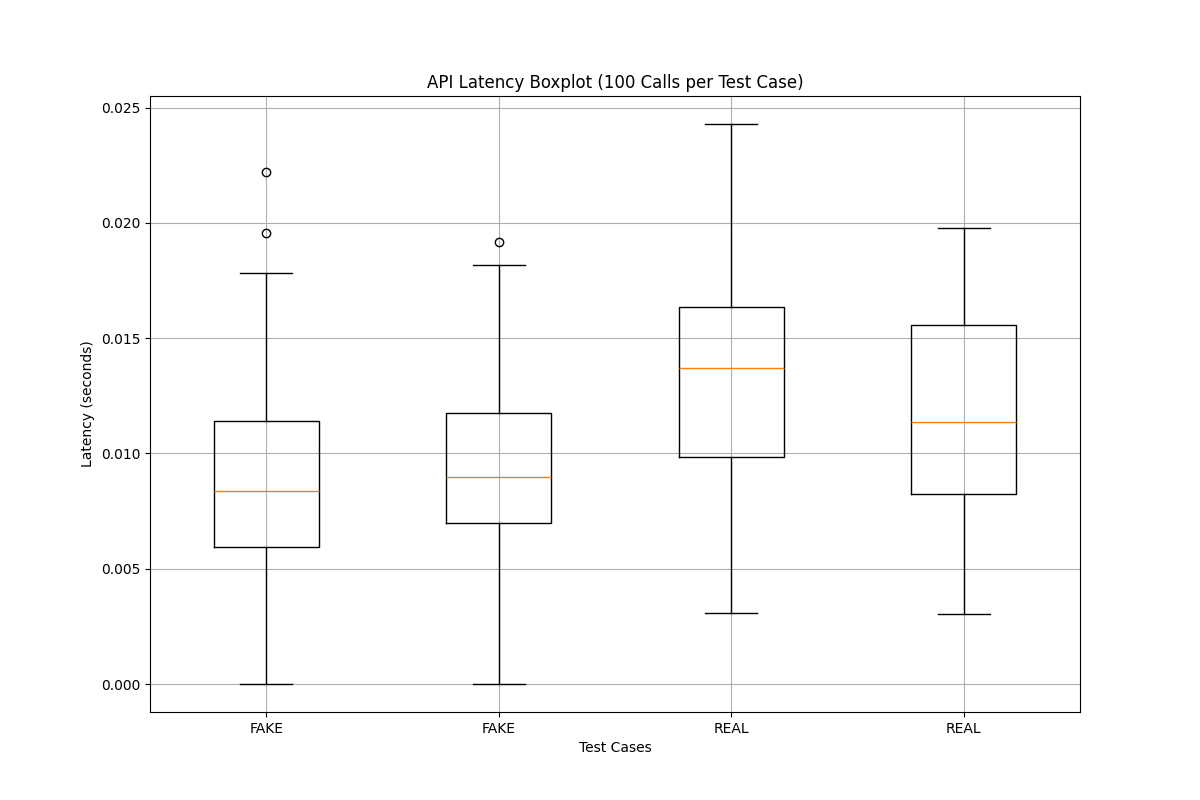 API Latency Boxplot (100 Calls per Test Case)
0.025
0.020
0.015
0.010
0.005
0.000
Latency (seconds)
FAKE FAKE REAL REAL
Test Cases